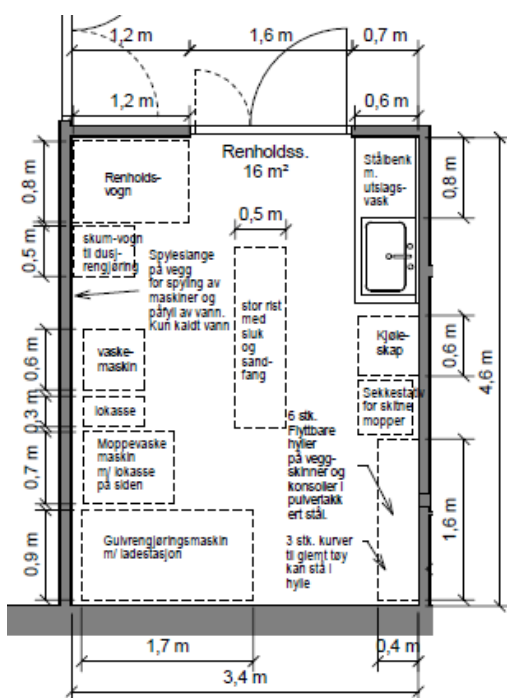 1,2 m
1,6 m
0,7 m
1,2 m
0,6 m
Renholdss.
16 m²
Renholds-
vogn
Stålbenk
m.
utslags-
vask
0,8 m
0,8 m
0,5 m
skum-vogn
til dusj-
rengjøring
0,5 m
Spyleslange
på vegg
for spyling av
maskiner og
påfyll av vann.
Kun kaldt vann
stor rist
med
sluk
og
sand-
fang
vaske-
maskin
0,6 m
Kjøle-
skap
0,6 m
4,6 m
lokasse
0,3 m
Sekkestativ
for skitne
mopper
Moppevaske
maskin
m/ lokasse
på siden
0,7 m
6 stk.
Flyttbare
hyller
på vegg-
skinner og
konsoller i
pulverlakk
ert stål.
3 stk. kurver
til glemt tøy
kan stå i
hylle
1,6 m
Gulvrengjøringsmaskin
m/ ladestasjon
0,9 m
1,7 m
0,4 m
3,4 m